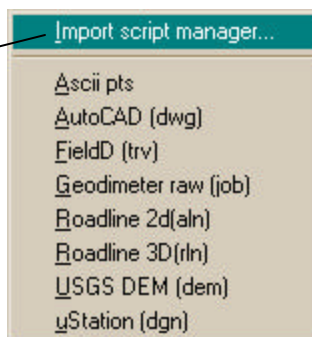 Import script manager...
Ascii pts
AutoCAD (dwg)
FieldD (trv)
Geodimeter raw (job)
Roadline 2d(aln)
Roadline 3D(rln)
USGS DEM (dem)
uStation (dgn)